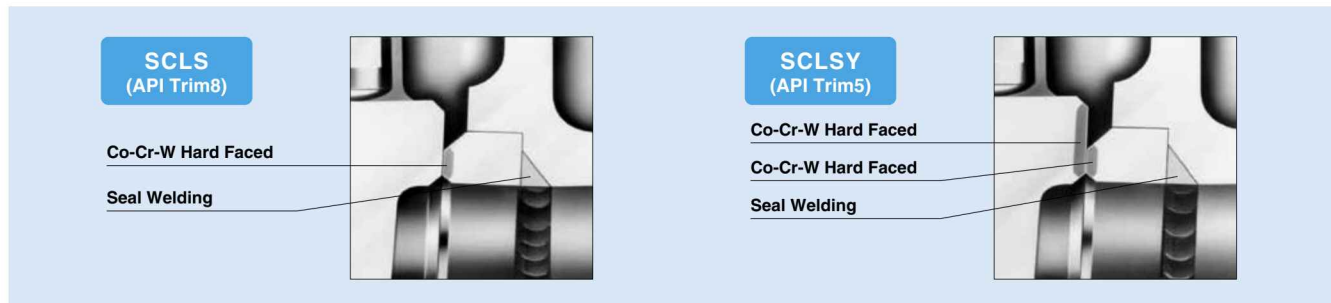 SCLS
(API Trim8)
Co-Cr-W Hard Faced
Seal Welding
SCLSY
(API Trim5)
Co-Cr-W Hard Faced
Co-Cr-W Hard Faced
Seal Welding